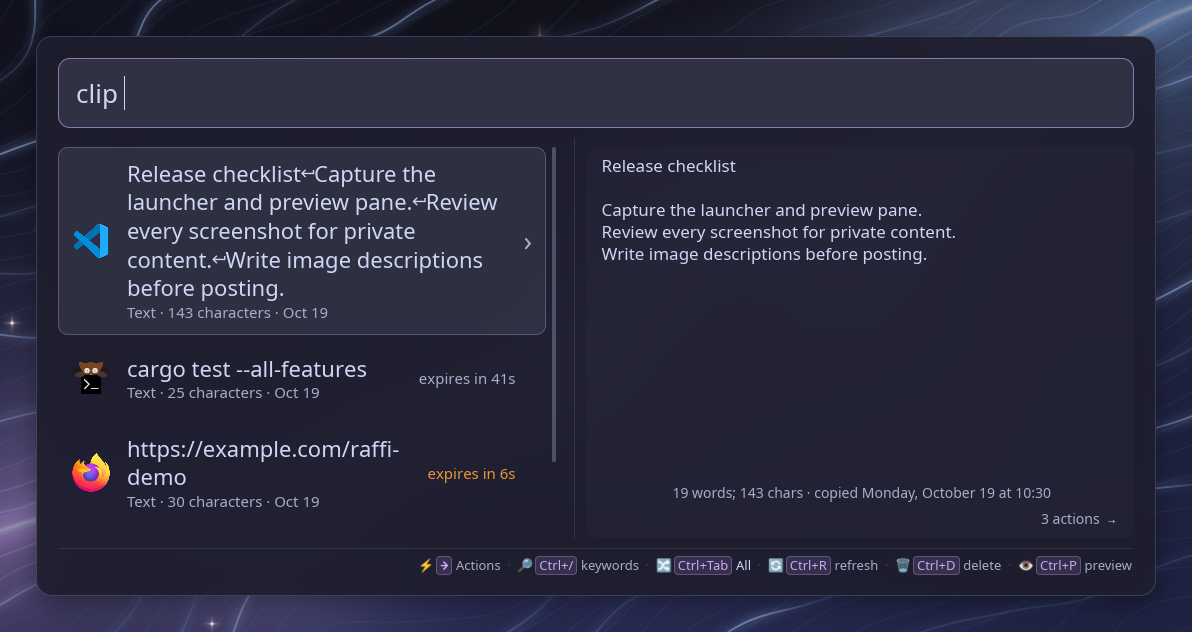 clip
Release checklist↩Capture the
launcher and preview pane.↩Review
every screenshot for private
content.↩Write image descriptions
before posting.
Text · 143 characters · Oct 19
›
cargo test --all-features
Text · 25 characters · Oct 19
expires in 41s
https://example.com/raffi-
demo
Text · 30 characters · Oct 19
expires in 6s
Release checklist
Capture the launcher and preview pane.
Review every screenshot for private content.
Write image descriptions before posting.
19 words; 143 chars · copied Monday, October 19 at 10:30
3 actions →
⚡ → Actions · 🔎 Ctrl+/ keywords · 🔀 Ctrl+Tab All · 🔄 Ctrl+R refresh · 🗑️ Ctrl+D delete · 👁️ Ctrl+P preview